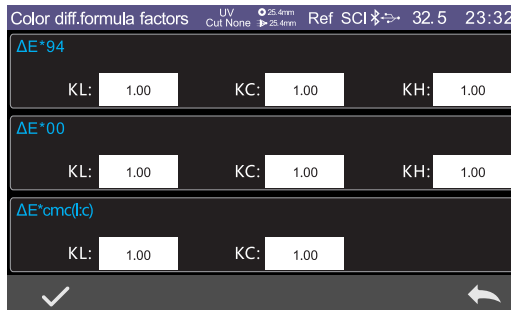 Color diff.formula factors UV Cut None 25.4mm 25.4mm Ref SCI 32.5 23:32
ΔE*94
KL: 1.00 KC: 1.00 KH: 1.00
ΔE*00
KL: 1.00 KC: 1.00 KH: 1.00
ΔE*cmc(l:c)
KL: 1.00 KC: 1.00